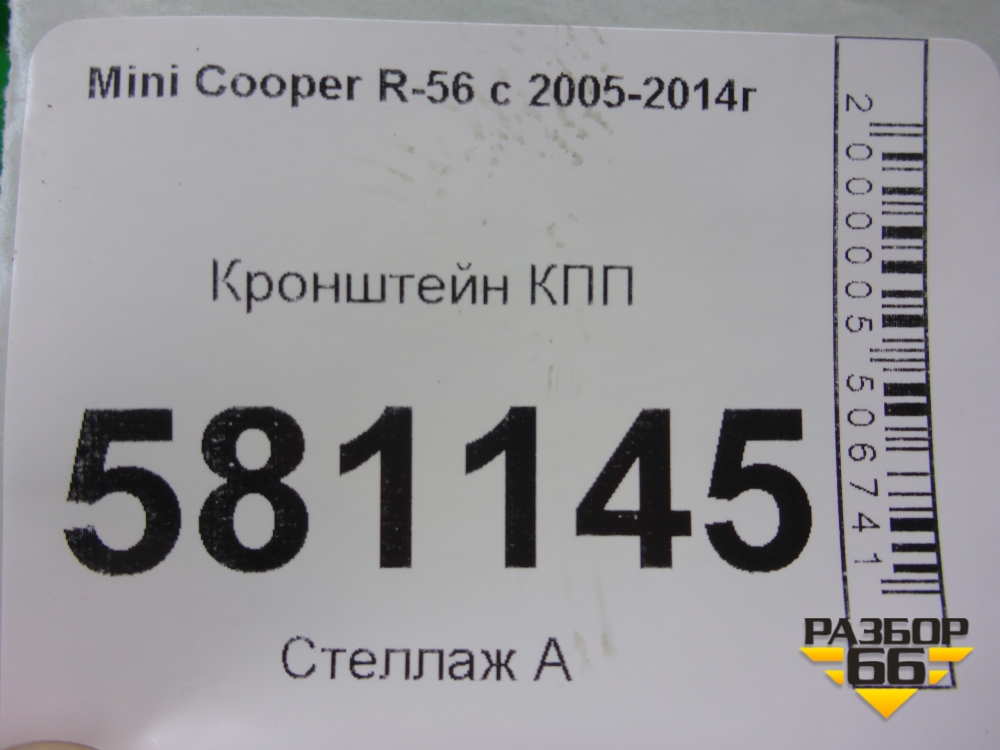 Mini Cooper R-56 с 2005-2014г
Кронштейн КПП
581145
Стеллаж А
2000005506741
РАЗБОР
66